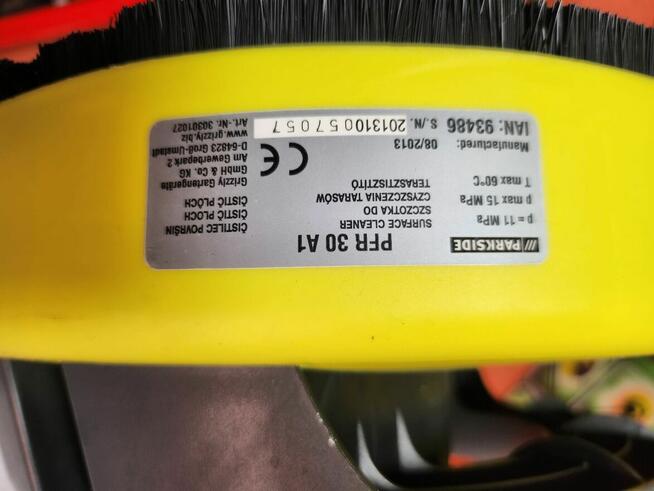 /// PARKSIDE
p = 11 MPa
p max 15 MPa
T max 60°C
Manufactured: 08/2013
IAN: 93486
PFR 30 A1
SURFACE CLEANER
SZCZOTKA DO
CZYSZCZENIA TARASÓW
TERASZTISZTÍTÓ
CE
S./N. 201310057057
ČISTILEC POVRŠIN
ČISTIČ PLOCH
ČISTIČ PLÔCH
Grizzly Gartengeräte
GmbH & Co. KG
Am Gewerbepark 2
D-64823 Groß-Umstadt
www.grizzly.biz
Art.-Nr. 30301027